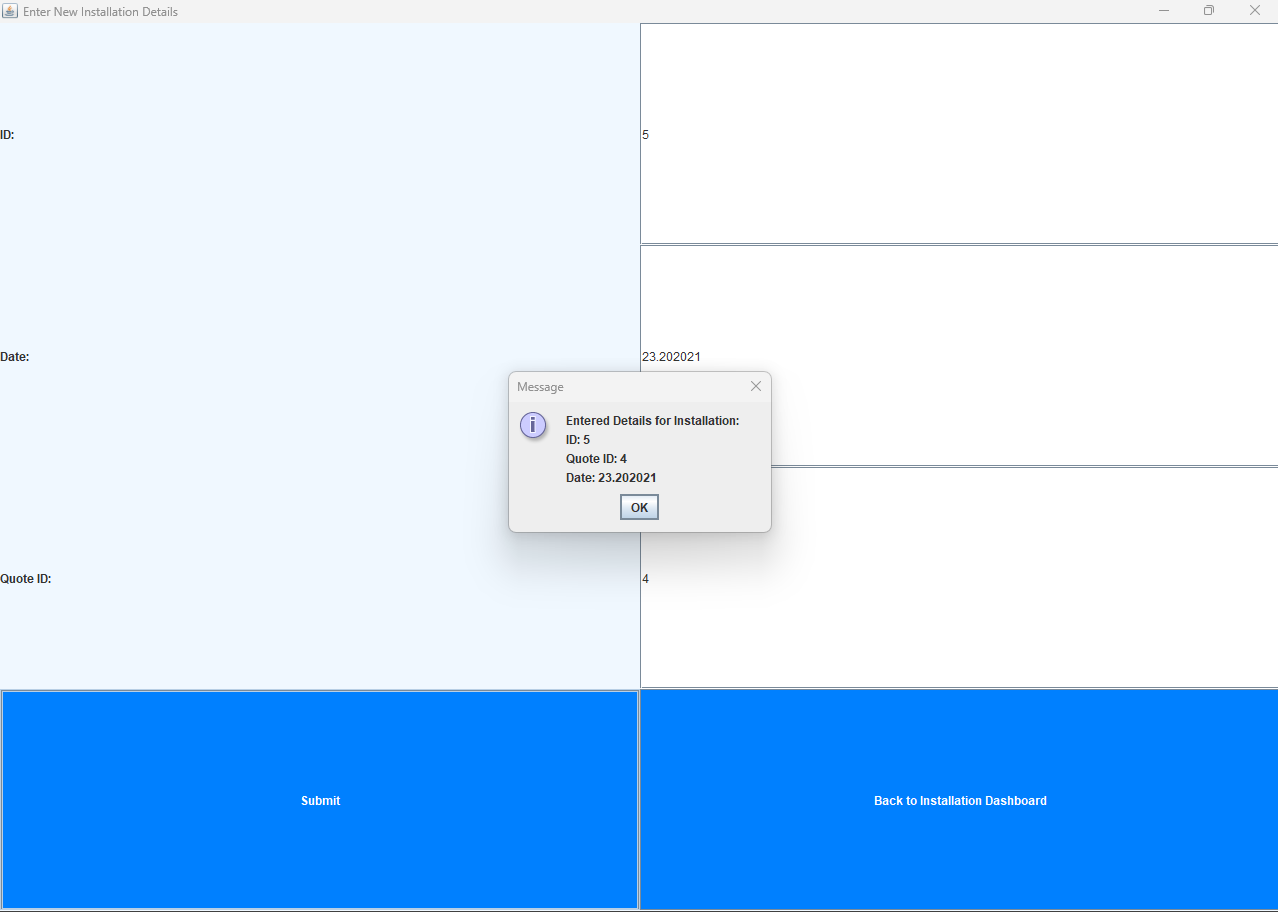 Enter New Installation Details
ID:
5
Date:
23.202021
Message
Entered Details for Installation:
ID: 5
Quote ID: 4
Date: 23.202021
OK
Quote ID:
4
Submit
Back to Installation Dashboard